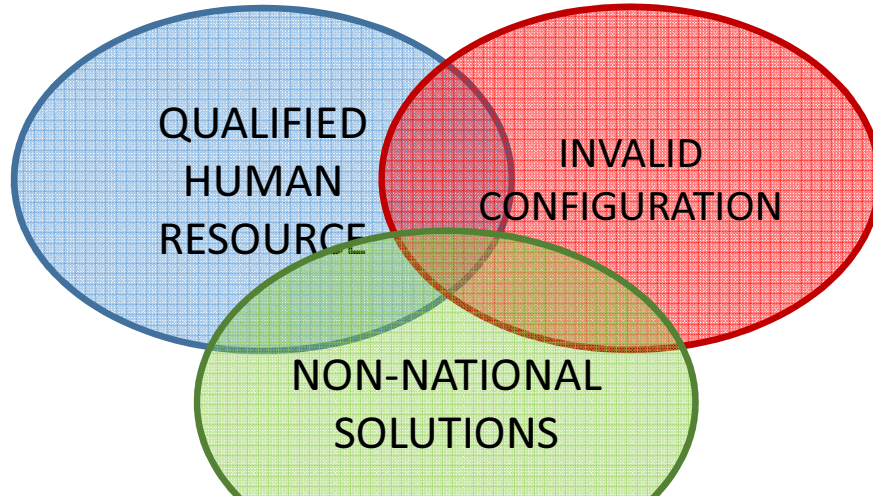 QUALIFIED
HUMAN
RESOURCE
INVALID
CONFIGURATION
NON-NATIONAL
SOLUTIONS